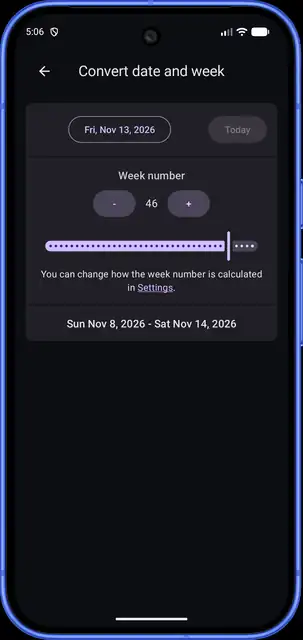 5:06
Convert date and week
Fri, Nov 13, 2026
Today
Week number
- 46 +
You can change how the week number is calculated
in Settings.
Sun Nov 8, 2026 - Sat Nov 14, 2026